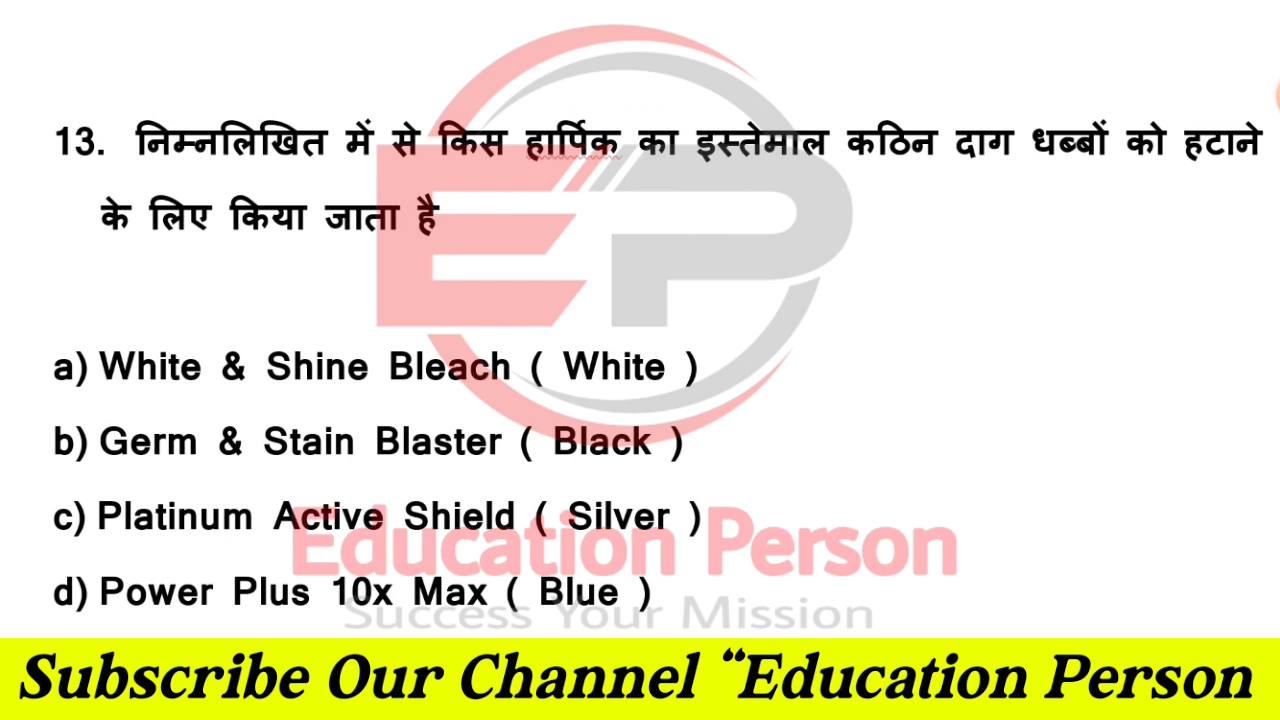 13. निम्नलिखित में से किस हार्पिक का इस्तेमाल कठिन दाग धब्बों को हटाने
के लिए किया जाता है
EP
a) White & Shine Bleach ( White )
b) Germ & Stain Blaster ( Black )
c) Platinum Active Shield ( Silver )
Education Person
d) Power Plus 10x Max ( Blue )
Success Your Mission
Subscribe Our Channel “Education Person